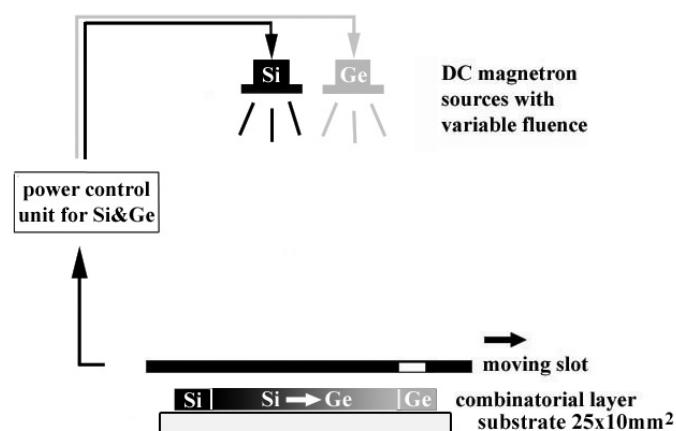 Si Ge
DC magnetron
sources with
variable fluence
power control
unit for Si&Ge
moving slot
Si Si Ge Ge
combinatorial layer
substrate 25x10mm²